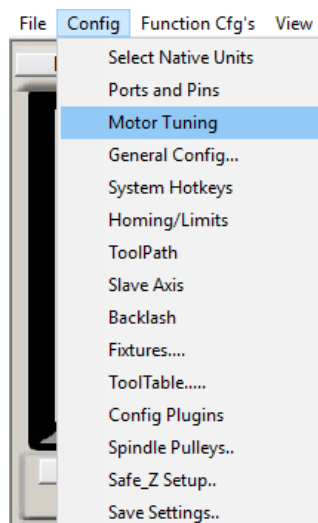 File Config Function Cfg's View
Select Native Units
Ports and Pins
Motor Tuning
General Config...
System Hotkeys
Homing/Limits
ToolPath
Slave Axis
Backlash
Fixtures....
ToolTable.....
Config Plugins
Spindle Pulleys..
Safe_Z Setup..
Save Settings..